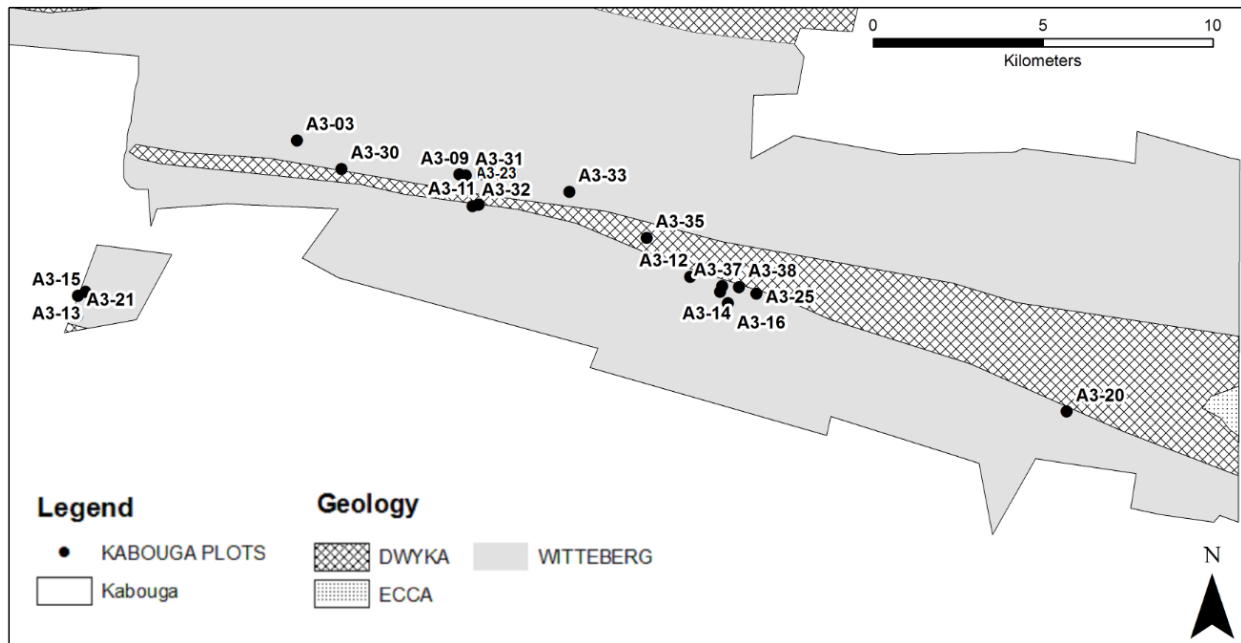 0 5 10
Kilometers
A3-03
A3-30
A3-09 A3-31
A3-23
A3-11 A3-32
A3-33
A3-35
A3-12 A3-37 A3-38
A3-15
A3-21
A3-25
A3-13
A3-14
A3-16
A3-20
Legend
KABOUGA PLOTS
Kabouga
Geology
DWYKA
WITTEBERG
ECCA
N